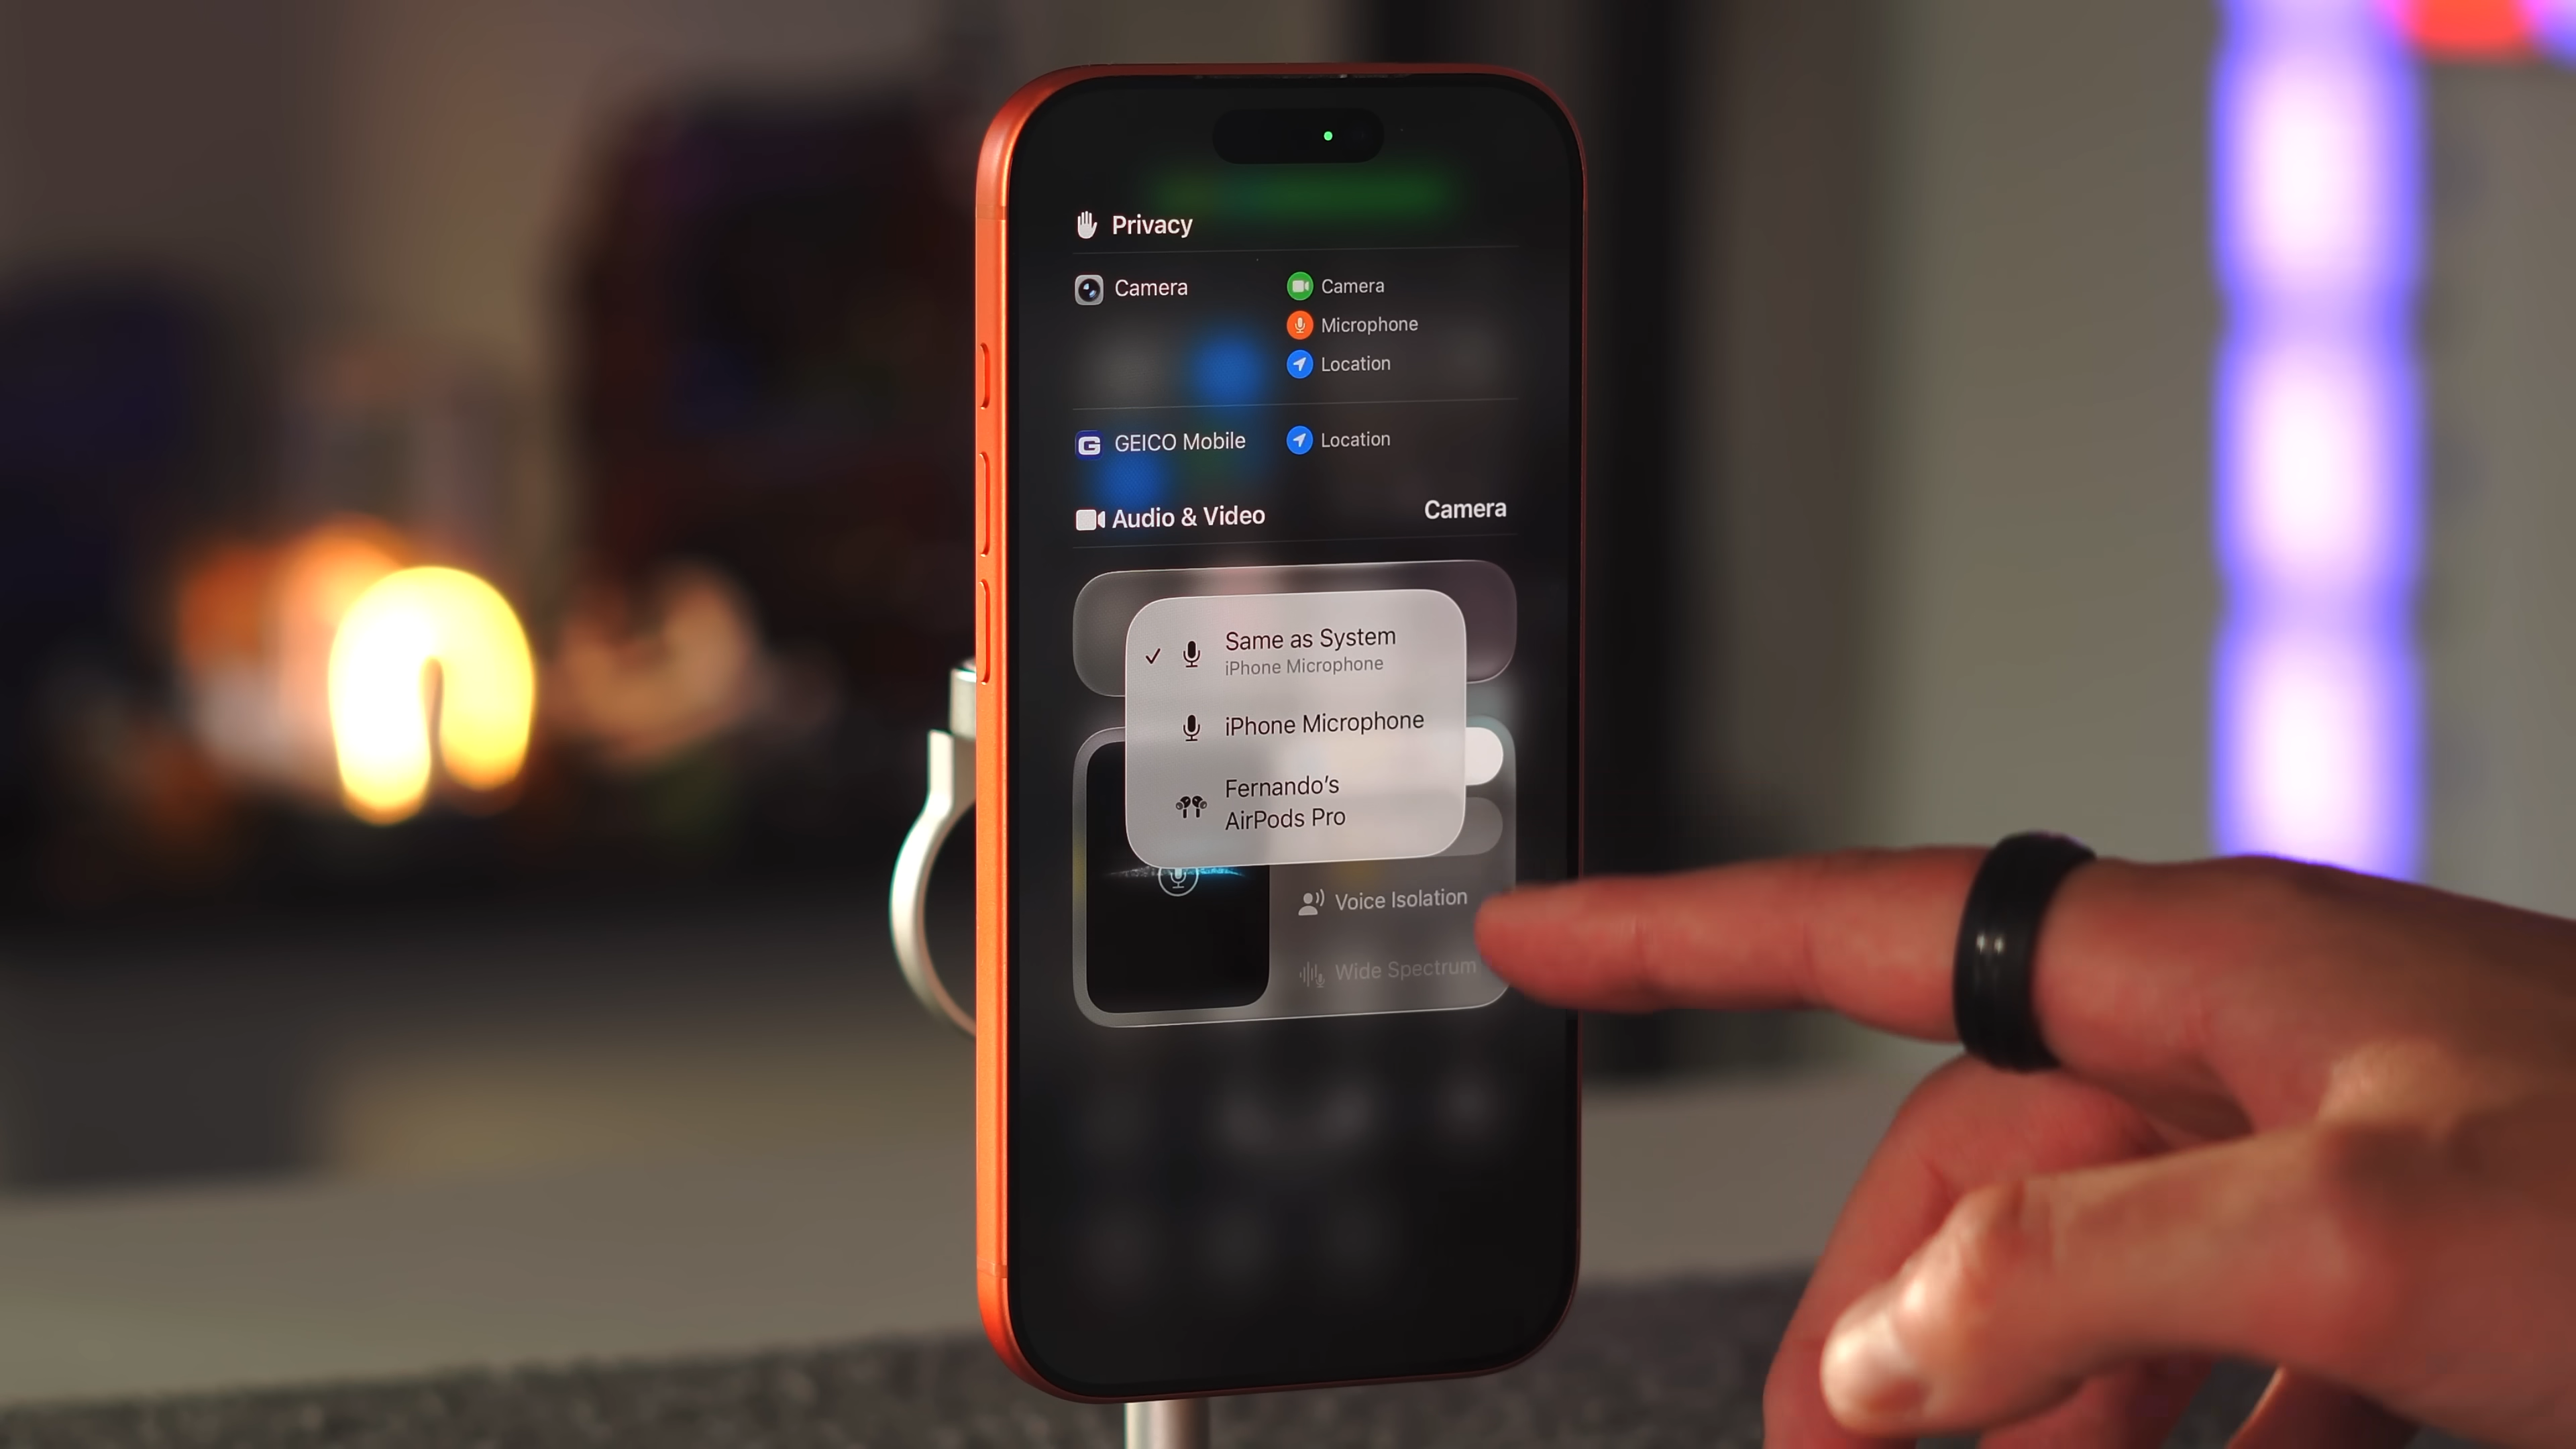 Privacy
Camera
Camera
Microphone
Location
GEICO Mobile
Location
Audio & Video
Camera
Same as System
iPhone Microphone
iPhone Microphone
Fernando’s
AirPods Pro
Voice Isolation
Wide Spectrum